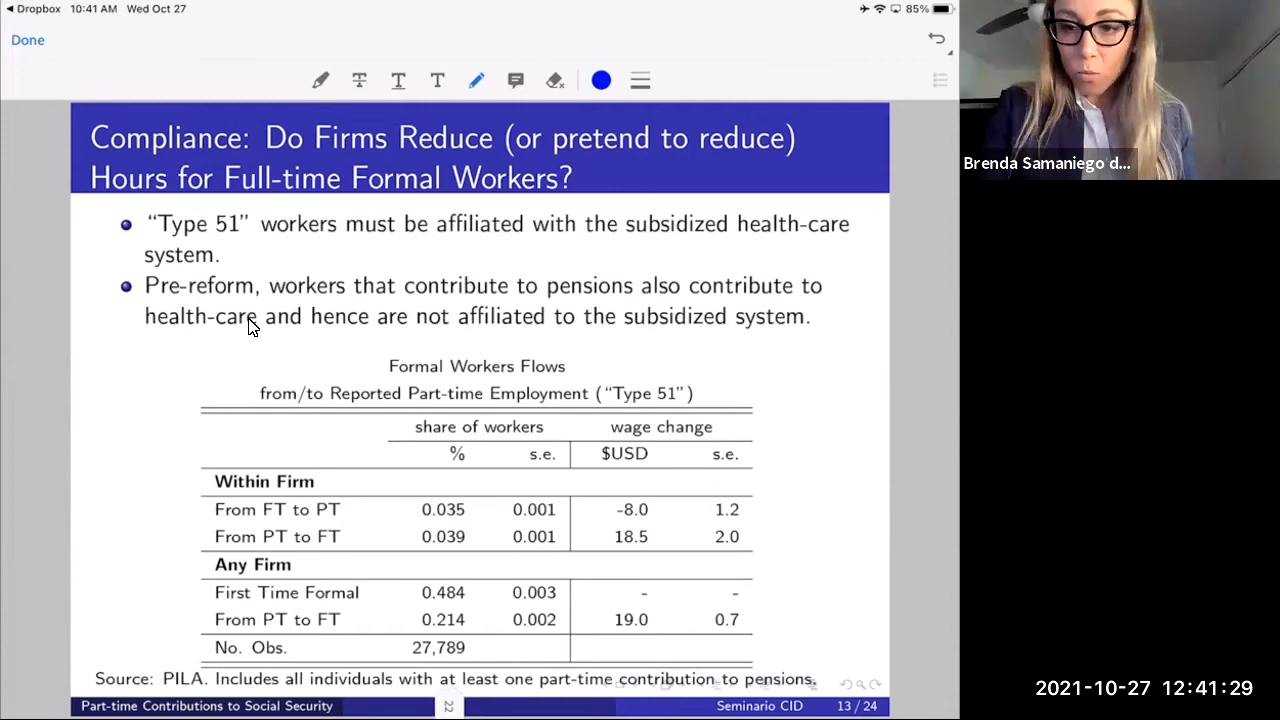 Dropbox 10:41 AM Wed Oct 27
85%
Done
Compliance: Do Firms Reduce (or pretend to reduce)
Hours for Full-time Formal Workers?
"Type 51" workers must be affiliated with the subsidized health-care
system.
Pre-reform, workers that contribute to pensions also contribute to
health-care and hence are not affiliated to the subsidized system.
Formal Workers Flows
from/to Reported Part-time Employment ("Type 51")
share of workers wage change
% s.e. $USD s.e.
Within Firm
From FT to PT 0.035 0.001 -8.0 1.2
From PT to FT 0.039 0.001 18.5 2.0
Any Firm
First Time Formal 0.484 0.003 - -
From PT to FT 0.214 0.002 19.0 0.7
No. Obs. 27,789
Source: PILA. Includes all individuals with at least one part-time contribution to pensions.
Part-time Contributions to Social Security 22 Seminario CID 13 / 24
Brenda Samaniego d...
2021-10-27 12:41:29